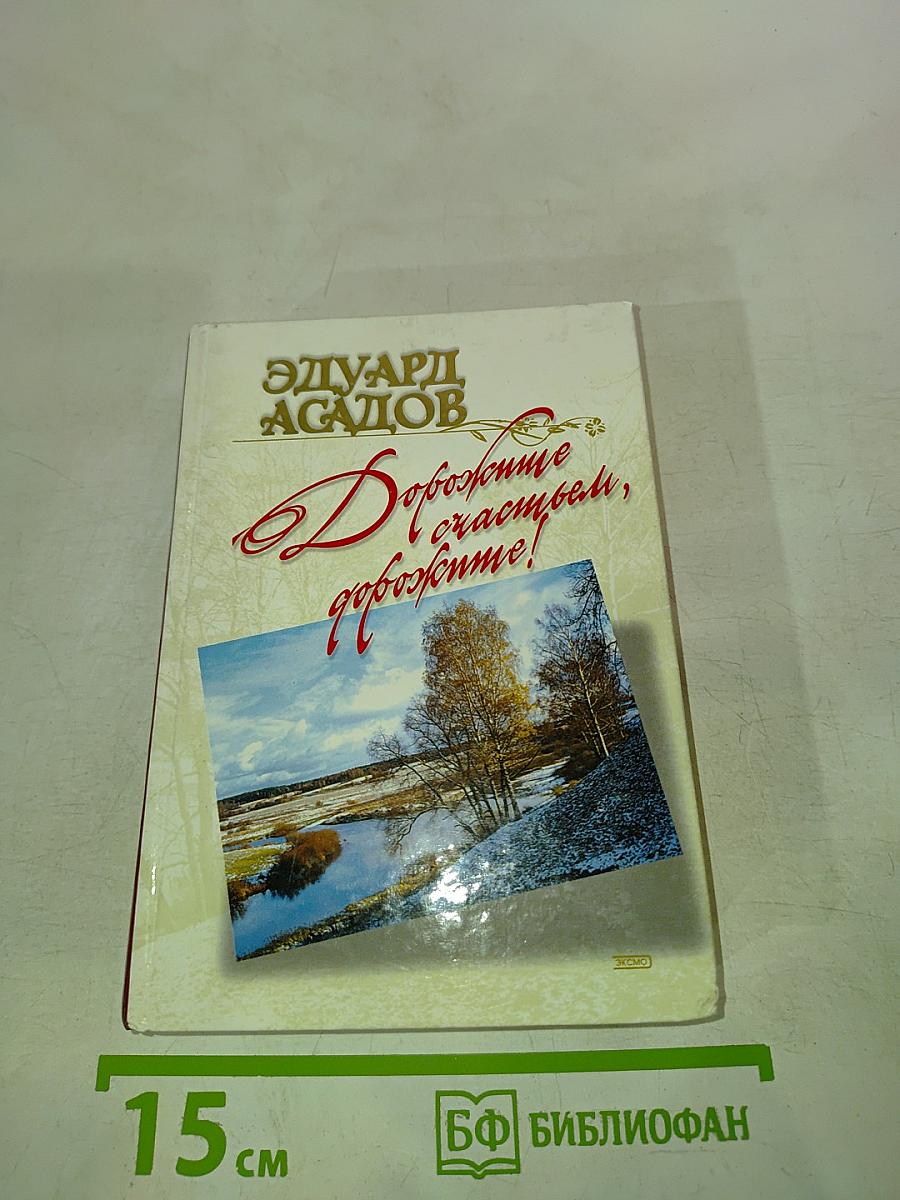 ЭДУАРД
АСАДОВ
Дорожите
счастьем,
дорожите!
ЭКСМО
15 см
БФ БИБЛИОФАН